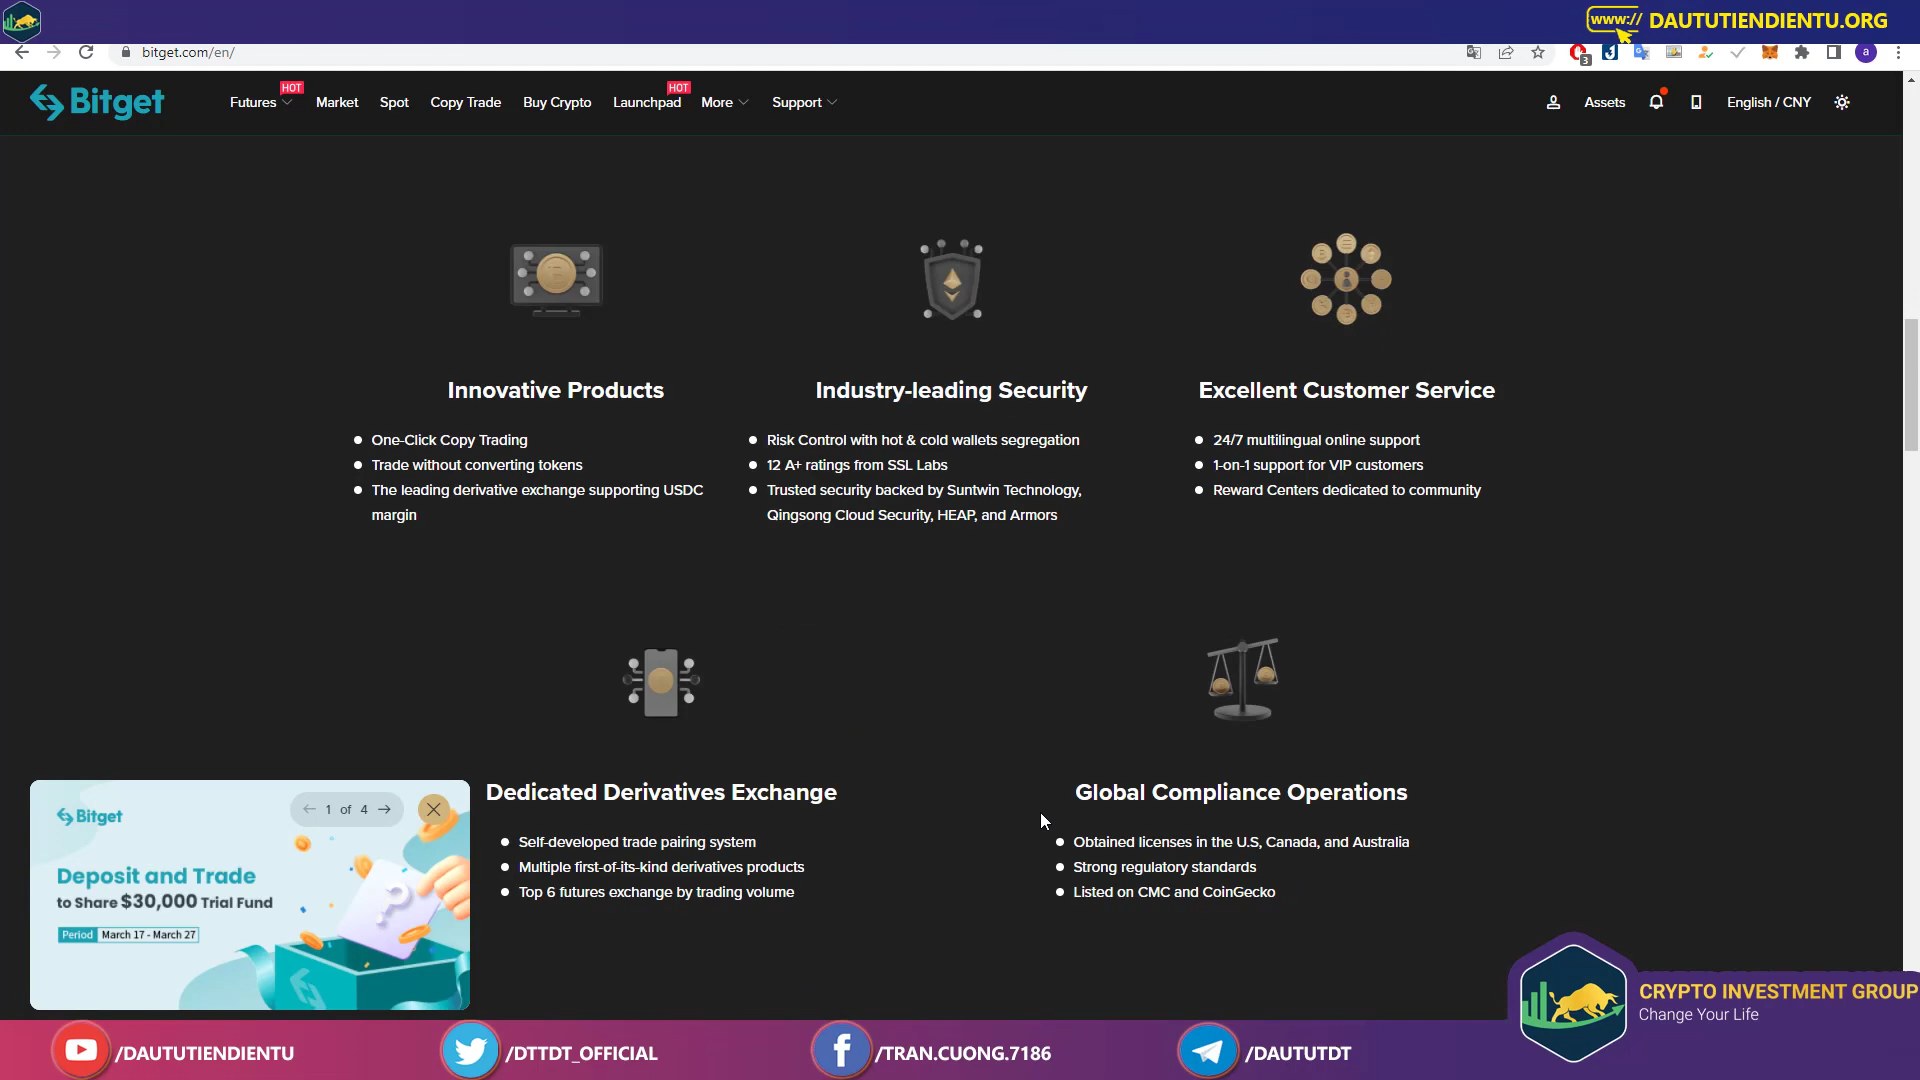 www:// DAUTUTIENDIENTU.ORG
bitget.com/en/
3
a
Bitget
Futures HOT
Market
Spot
Copy Trade
Buy Crypto
Launchpad HOT
More
Support
Assets
English / CNY
Innovative Products
One-Click Copy Trading
Trade without converting tokens
The leading derivative exchange supporting USDC
margin
Industry-leading Security
Risk Control with hot & cold wallets segregation
12 A+ ratings from SSL Labs
Trusted security backed by Suntwin Technology,
Qingsong Cloud Security, HEAP, and Armors
Excellent Customer Service
24/7 multilingual online support
1-on-1 support for VIP customers
Reward Centers dedicated to community
Dedicated Derivatives Exchange
Self-developed trade pairing system
Multiple first-of-its-kind derivatives products
Top 6 futures exchange by trading volume
Global Compliance Operations
Obtained licenses in the U.S, Canada, and Australia
Strong regulatory standards
Listed on CMC and CoinGecko
Bitget
1 of 4
Deposit and Trade
to Share $30,000 Trial Fund
Period March 17 - March 27
CRYPTO INVESTMENT GROUP
Change Your Life
/DAUTUTIENDIENTU
/DTTDT_OFFICIAL
/TRAN.CUONG.7186
/DAUTUTDT